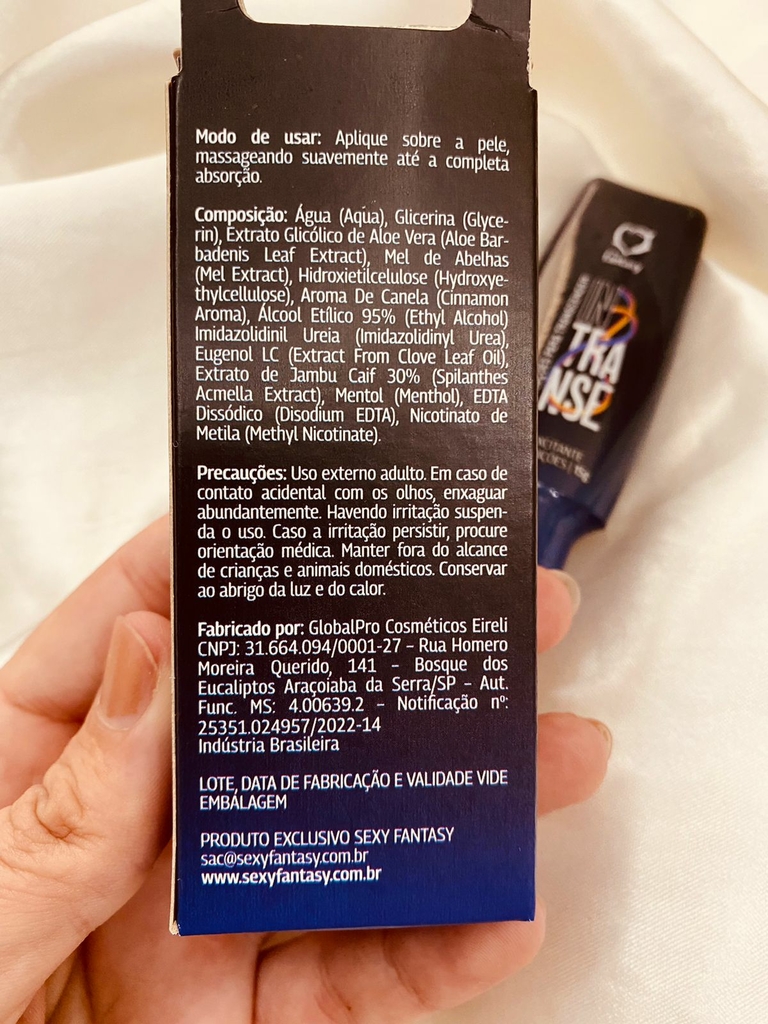 Modo de usar: Aplique sobre a pele,
massageando suavemente até a completa
absorção.
Composição: Água (Aqua), Glicerina (Glyce-
rin), Extrato Glicólico de Aloe Vera (Aloe Bar-
badenis Leaf Extract), Mel de Abelhas
(Mel Extract), Hidroxietilcelulose (Hydroxye-
thylcellulose), Aroma De Canela (Cinnamon
Aroma), Álcool Etílico 95% (Ethyl Alcohol)
Imidazolidinil Ureia (Imidazolidinyl Urea),
Eugenol LC (Extract From Clove Leaf Oil),
Extrato de Jambu Caif 30% (Spilanthes
Acmella Extract), Mentol (Menthol), EDTA
Dissódico (Disodium EDTA), Nicotinato de
Metila (Methyl Nicotinate).
Precauções: Uso externo adulto. Em caso de
contato acidental com os olhos, enxaguar
abundantemente. Havendo irritação suspen-
da o uso. Caso a irritação persistir, procure
orientação médica. Manter fora do alcance
de crianças e animais domésticos. Conservar
ao abrigo da luz e do calor.
Fabricado por: GlobalPro Cosméticos Eireli
CNPJ: 31.664.094/0001-27 – Rua Homero
Moreira Querido, 141 – Bosque dos
Eucaliptos Araçoiaba da Serra/SP – Aut.
Func. MS: 4.00639.2 – Notificação nº:
25351.024957/2022-14
Indústria Brasileira
LOTE, DATA DE FABRICAÇÃO E VALIDADE VIDE
EMBALAGEM
PRODUTO EXCLUSIVO SEXY FANTASY
sac@sexyfantasy.com.br
www.sexyfantasy.com.br
TRA
NSE
15g